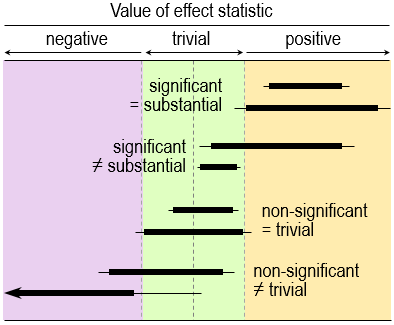 Value of effect statistic
negative trivial positive
significant
= substantial
significant
≠ substantial
non-significant
= trivial
non-significant
≠ trivial